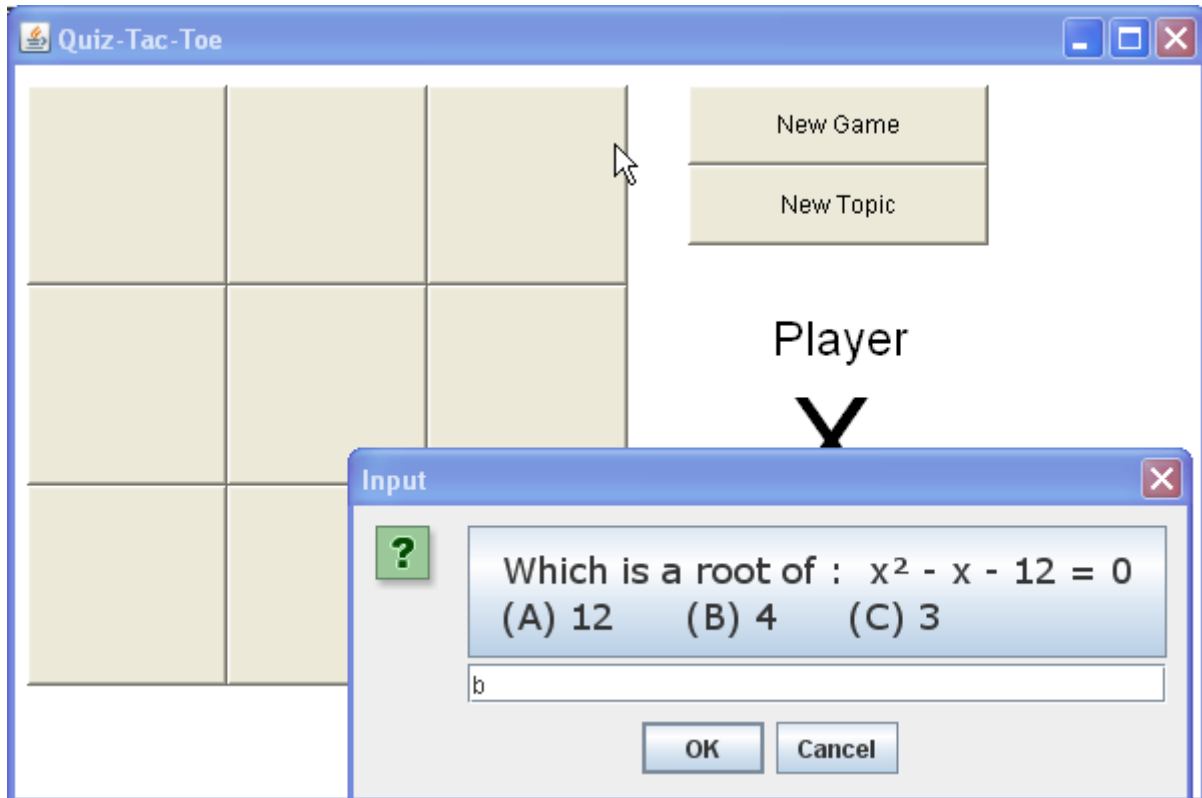 Quiz-Tac-Toe
New Game
New Topic
Player
X
Input
?
Which is a root of : x² - x - 12 = 0
(A) 12 (B) 4 (C) 3
b
OK Cancel